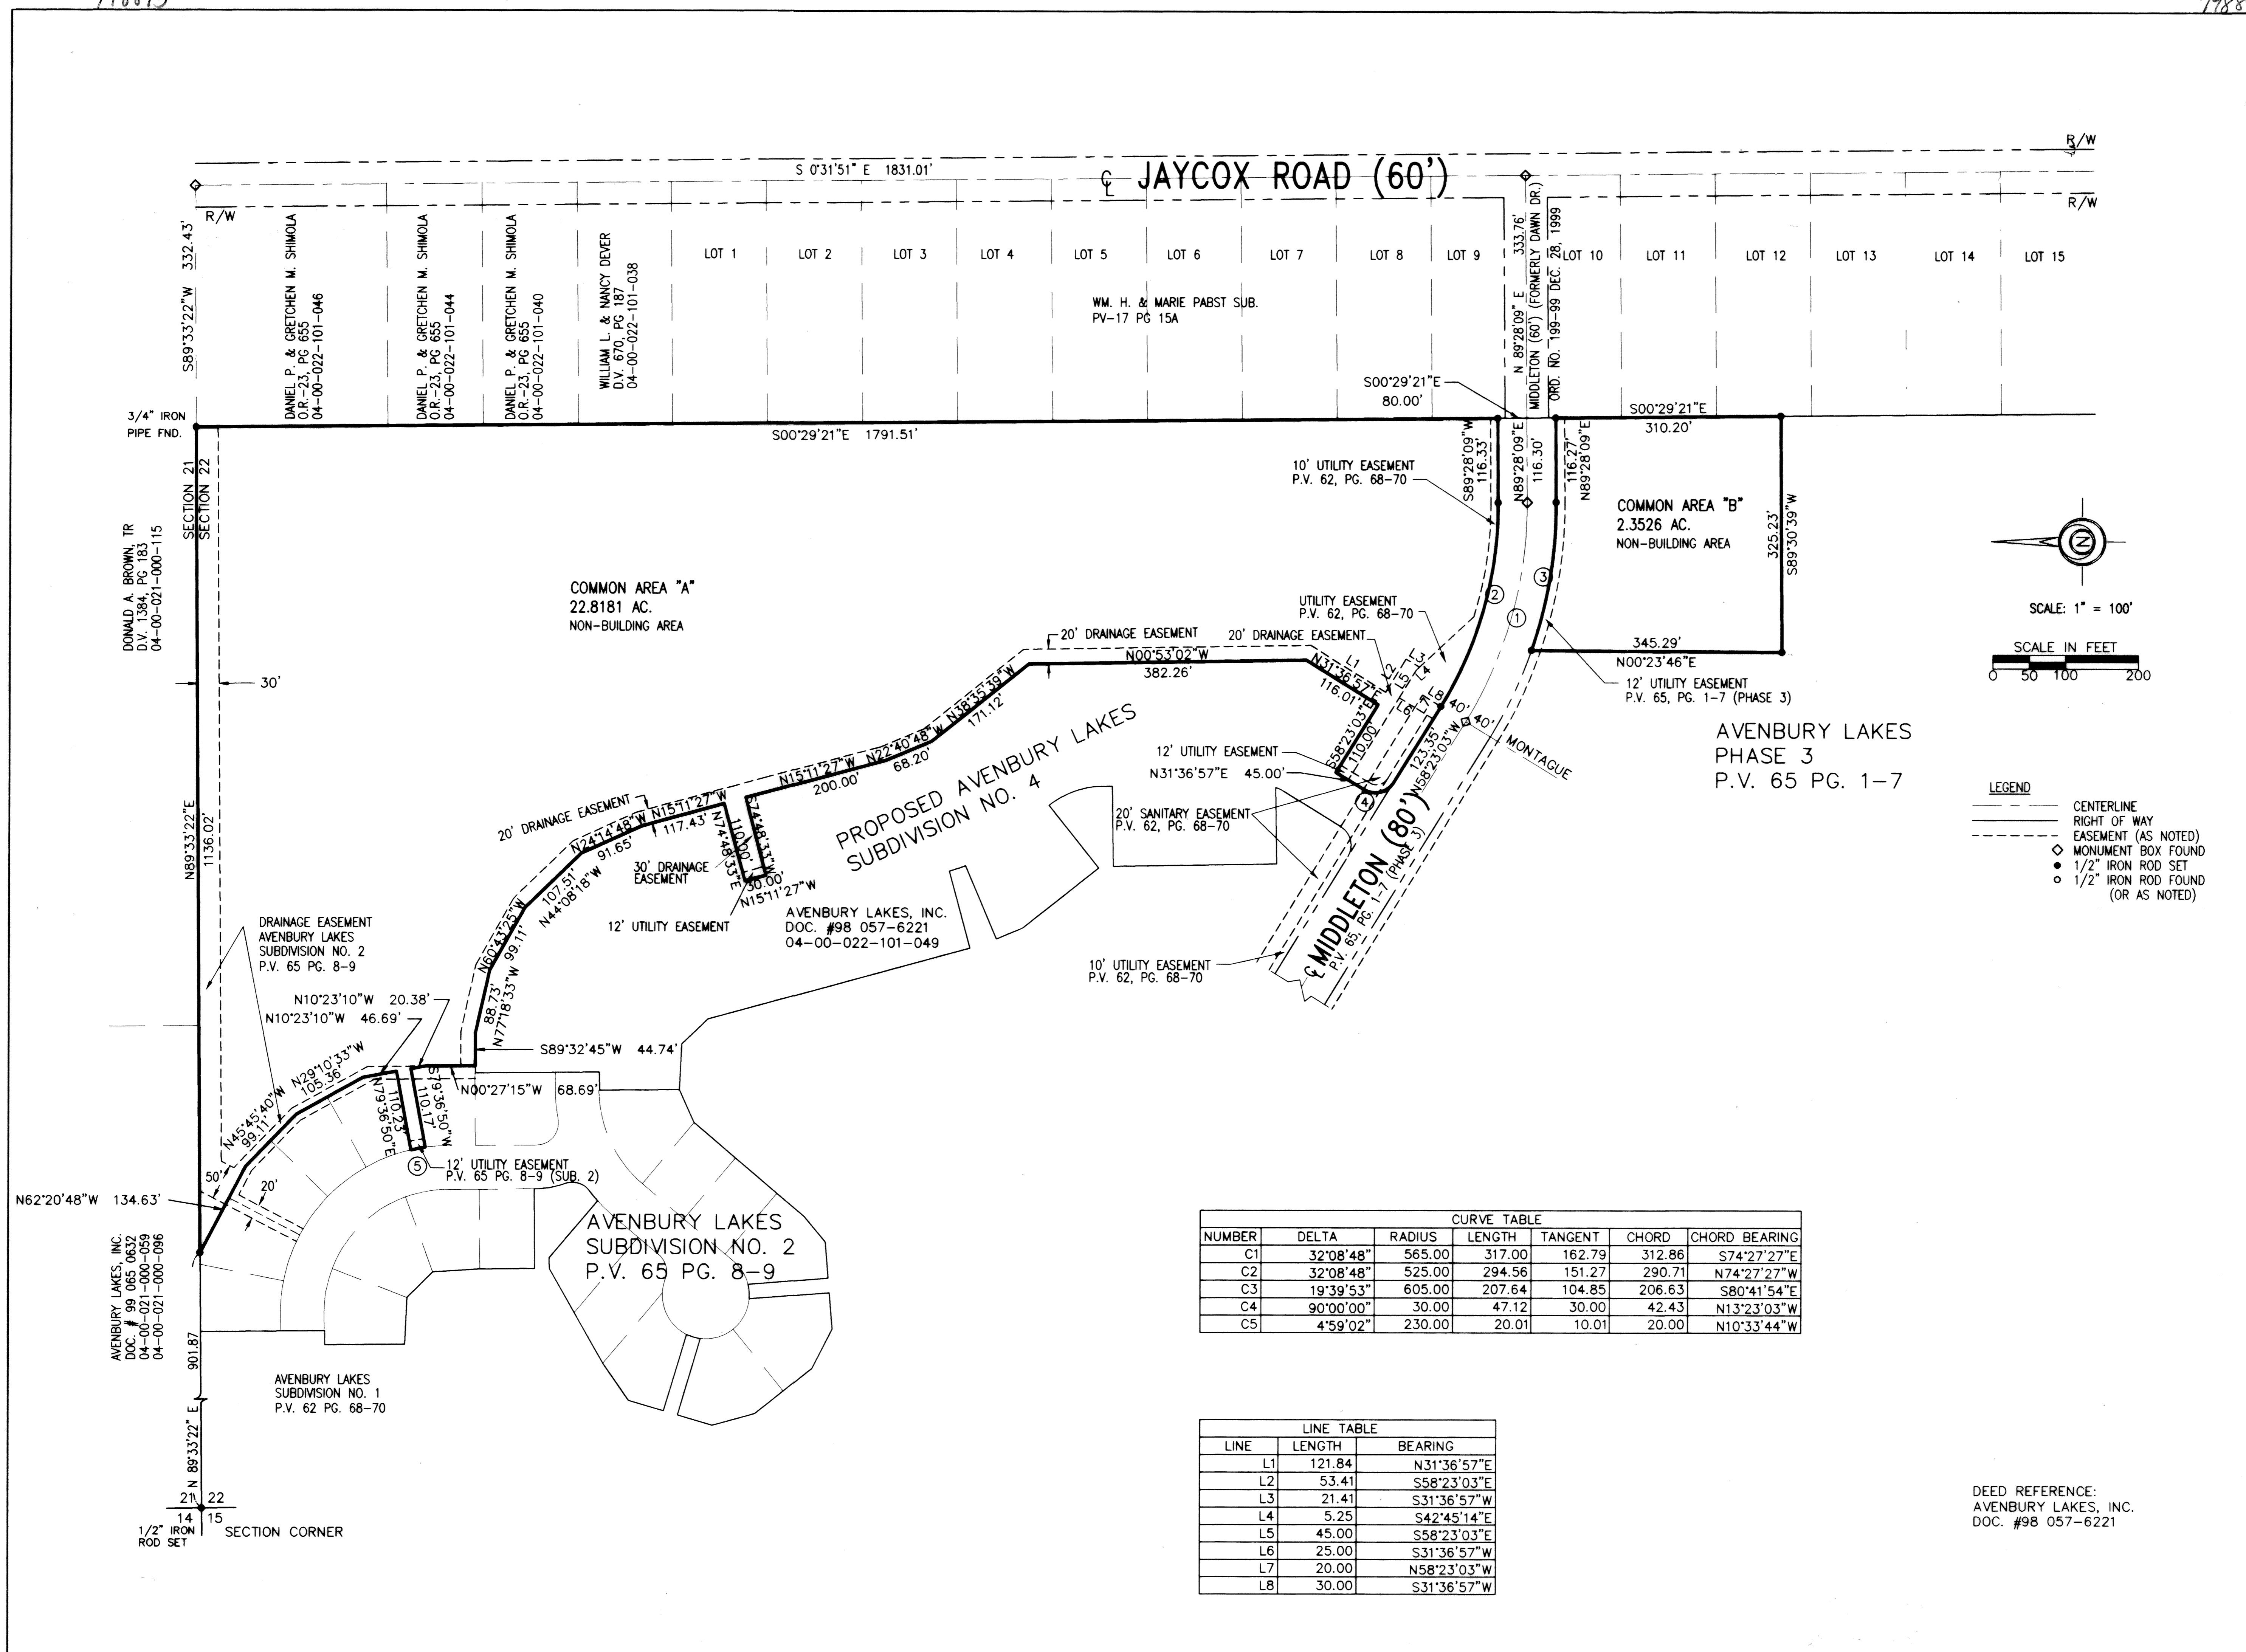 S 0°31'51" E 1831.01'
℄ JAYCOX ROAD (60')
R/W
R/W
R/W
S89°33'22"W 332.43'
DANIEL P. & GRETCHEN M. SHIMOLA
O.R.-23, PG 655
04-00-022-101-046
DANIEL P. & GRETCHEN M. SHIMOLA
O.R.-23, PG 655
04-00-022-101-044
DANIEL P. & GRETCHEN M. SHIMOLA
O.R.-23, PG 655
04-00-022-101-040
WILLIAM L. & NANCY DEVER
D.V. 670, PG 187
04-00-022-101-038
LOT 1
LOT 2
LOT 3
LOT 4
LOT 5
LOT 6
LOT 7
LOT 8
LOT 9
LOT 10
LOT 11
LOT 12
LOT 13
LOT 14
LOT 15
WM. H. & MARIE PABST SUB.
PV-17 PG 15A
N 89°28'09" E 333.76'
MIDDLETON (60') (FORMERLY DAWN DR.)
ORD. NO. 199-99 DEC. 28, 1999
S00°29'21"E
80.00'
S00°29'21"E
310.20'
3/4" IRON
PIPE FND.
S00°29'21"E 1791.51'
SECTION 21
SECTION 22
DONALD A. BROWN, TR
D.V. 1384, PG 183
04-00-021-000-115
10' UTILITY EASEMENT
P.V. 62, PG. 68-70
S89°28'09"W
116.33'
N89°28'09"E
116.30'
116.27'
N89°28'09"E
COMMON AREA "B"
2.3526 AC.
NON-BUILDING AREA
325.23'
S89°30'39"W
COMMON AREA "A"
22.8181 AC.
NON-BUILDING AREA
N
SCALE: 1" = 100'
SCALE IN FEET
0 50 100 200
UTILITY EASEMENT
P.V. 62, PG. 68-70
2
1
3
20' DRAINAGE EASEMENT
20' DRAINAGE EASEMENT
345.29'
N00°23'46"E
12' UTILITY EASEMENT
P.V. 65, PG. 1-7 (PHASE 3)
30'
N00°53'02"W
382.26'
N31°36'57"E
116.01'
L1
L2
L3
L4
L5
L6
L7
L8
40'
40'
MONTAGUE
AVENBURY LAKES
PHASE 3
P.V. 65 PG. 1-7
N38°35'39"W
171.12'
N22°40'48"W
68.20'
N15°11'27"W
200.00'
S58°23'03"E
110.00'
12' UTILITY EASEMENT
N31°36'57"E 45.00'
4
123.35'
N58°23'03"W
20' SANITARY EASEMENT
P.V. 62, PG. 68-70
PROPOSED AVENBURY LAKES
SUBDIVISION NO. 4
LEGEND
CENTERLINE
RIGHT OF WAY
EASEMENT (AS NOTED)
MONUMENT BOX FOUND
1/2" IRON ROD SET
1/2" IRON ROD FOUND
(OR AS NOTED)
20' DRAINAGE EASEMENT
N15°11'27"W
117.43'
N24°14'48"W
91.65'
N74°48'33"E
110.00'
S74°48'33"W
30.00'
N15°11'27"W
30' DRAINAGE
EASEMENT
12' UTILITY EASEMENT
107.51'
N44°08'18"W
N60°43'25"W
99.11'
88.73'
N77°18'33"W
AVENBURY LAKES, INC.
DOC. #98 057-6221
04-00-022-101-049
℄ MIDDLETON (80')
P.V. 65, PG. 1-7 (PHASE 3)
10' UTILITY EASEMENT
P.V. 62, PG. 68-70
N89°33'22"E
1136.02'
DRAINAGE EASEMENT
AVENBURY LAKES
SUBDIVISION NO. 2
P.V. 65 PG. 8-9
N10°23'10"W 20.38'
N10°23'10"W 46.69'
S89°32'45"W 44.74'
N00°27'15"W 68.69'
N29°10'33"W
105.36'
N45°45'40"W
99.11'
N79°36'50"E
110.23'
S79°36'50"W
110.17'
5
12' UTILITY EASEMENT
P.V. 65 PG. 8-9 (SUB. 2)
50'
20'
N62°20'48"W 134.63'
AVENBURY LAKES
SUBDIVISION NO. 2
P.V. 65 PG. 8-9
AVENBURY LAKES, INC.
DOC. # 99 065 0632
04-00-021-000-059
04-00-021-000-096
901.87
N 89°33'22" E
AVENBURY LAKES
SUBDIVISION NO. 1
P.V. 62 PG. 68-70
21 22
14 15
1/2" IRON
ROD SET
SECTION CORNER
CURVE TABLE
NUMBER DELTA RADIUS LENGTH TANGENT CHORD CHORD BEARING
C1 32°08'48" 565.00 317.00 162.79 312.86 S74°27'27"E
C2 32°08'48" 525.00 294.56 151.27 290.71 N74°27'27"W
C3 19°39'53" 605.00 207.64 104.85 206.63 S80°41'54"E
C4 90°00'00" 30.00 47.12 30.00 42.43 N13°23'03"W
C5 4°59'02" 230.00 20.01 10.01 20.00 N10°33'44"W
LINE TABLE
LINE LENGTH BEARING
L1 121.84 N31°36'57"E
L2 53.41 S58°23'03"E
L3 21.41 S31°36'57"W
L4 5.25 S42°45'14"E
L5 45.00 S58°23'03"E
L6 25.00 S31°36'57"W
L7 20.00 N58°23'03"W
L8 30.00 S31°36'57"W
DEED REFERENCE:
AVENBURY LAKES, INC.
DOC. #98 057-6221